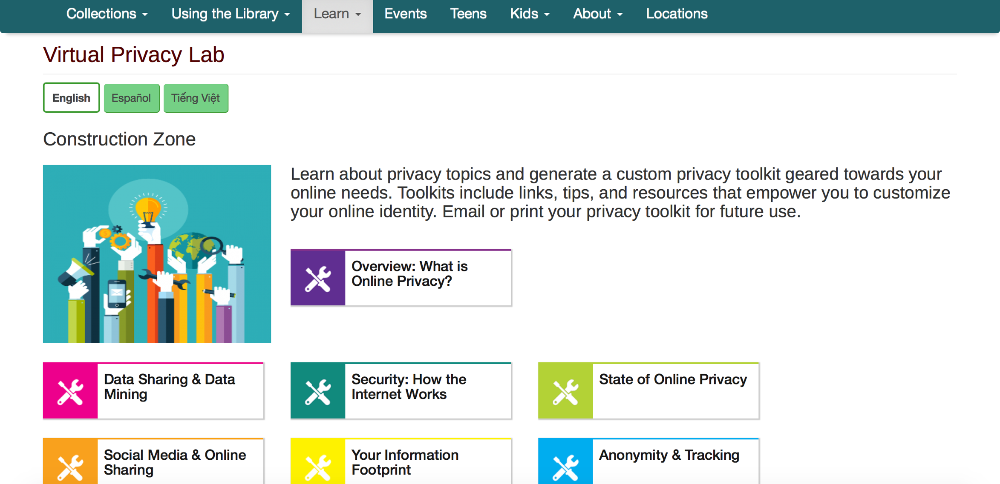 Collections Using the Library Learn Events Teens Kids About Locations
Virtual Privacy Lab
English Español Tiếng Việt
Construction Zone
Learn about privacy topics and generate a custom privacy toolkit geared towards your
online needs. Toolkits include links, tips, and resources that empower you to customize
your online identity. Email or print your privacy toolkit for future use.
Overview: What is
Online Privacy?
Data Sharing & Data
Mining
Security: How the
Internet Works
State of Online Privacy
Social Media & Online
Sharing
Your Information
Footprint
Anonymity & Tracking